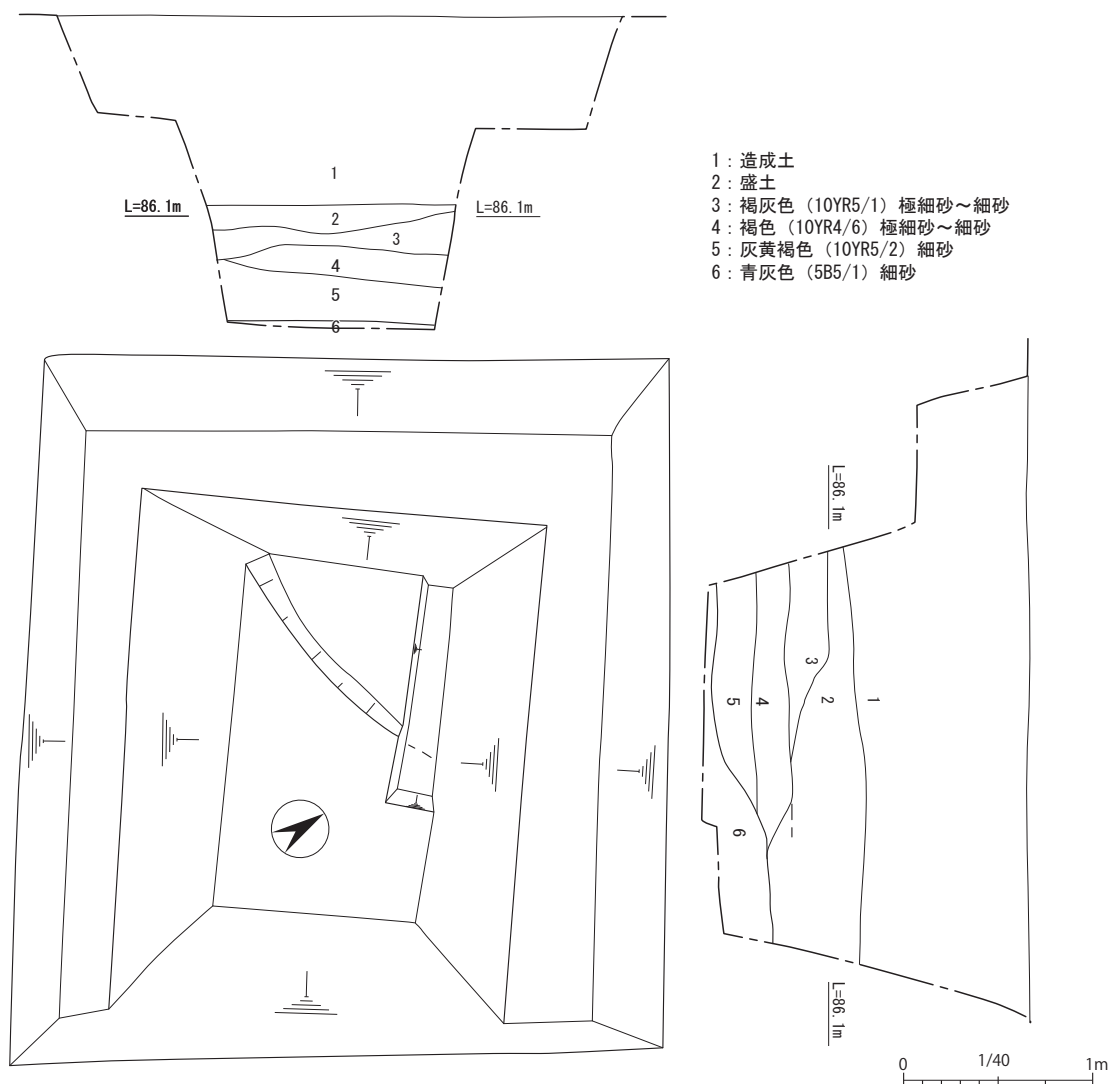 1
L=86.1m
L=86.1m
2
3
4
5
6
1：造成土
2：盛土
3：褐灰色（10YR5/1）極細砂～細砂
4：褐色（10YR4/6）極細砂～細砂
5：灰黄褐色（10YR5/2）細砂
6：青灰色（5B5/1）細砂
L=86.1m
3
5
4
2
1
6
L=86.1m
0
1/40
1m